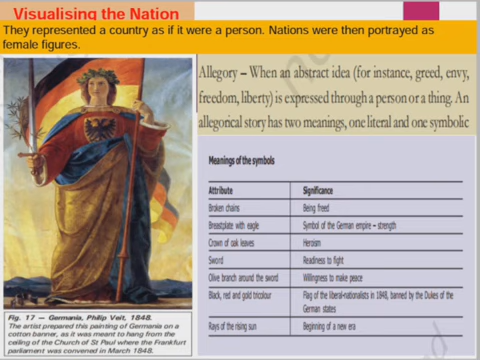 Visualising the Nation
They represented a country as if it were a person. Nations were then portrayed as
female figures.
Allegory – When an abstract idea (for instance, greed, envy,
freedom, liberty) is expressed through a person or a thing. An
allegorical story has two meanings, one literal and one symbolic
Meanings of the symbols
Attribute Significance
Broken chains Being freed
Breastplate with eagle Symbol of the German empire – strength
Crown of oak leaves Heroism
Sword Readiness to fight
Olive branch around the sword Willingness to make peace
Black, red and gold tricolour Flag of the liberal-nationalists in 1848, banned by the Dukes of the
German states
Rays of the rising sun Beginning of a new era
Fig. 17 — Germania, Philip Veit, 1848.
The artist prepared this painting of Germania on a
cotton banner, as it was meant to hang from the
ceiling of the Church of St Paul where the Frankfurt
parliament was convened in March 1848.